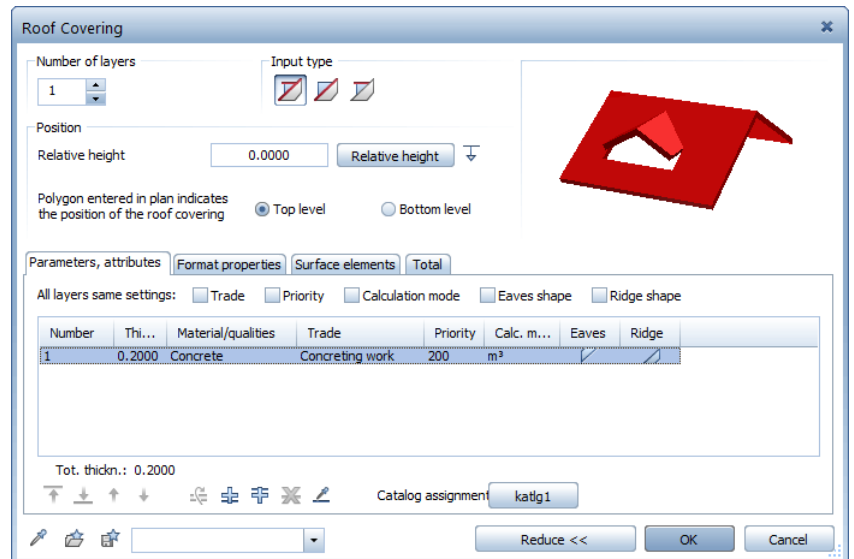 Roof Covering
Number of layers
Input type
1
Position
Relative height 0.0000 Relative height
Polygon entered in plan indicates
the position of the roof covering
Top level Bottom level
Parameters, attributes Format properties Surface elements Total
All layers same settings: Trade Priority Calculation mode Eaves shape Ridge shape
Number Thi... Material/qualities Trade Priority Calc. m... Eaves Ridge
1 0.2000 Concrete Concreting work 200 m³
Tot. thickn.: 0.2000
Catalog assignment katlg1
Reduce << OK Cancel